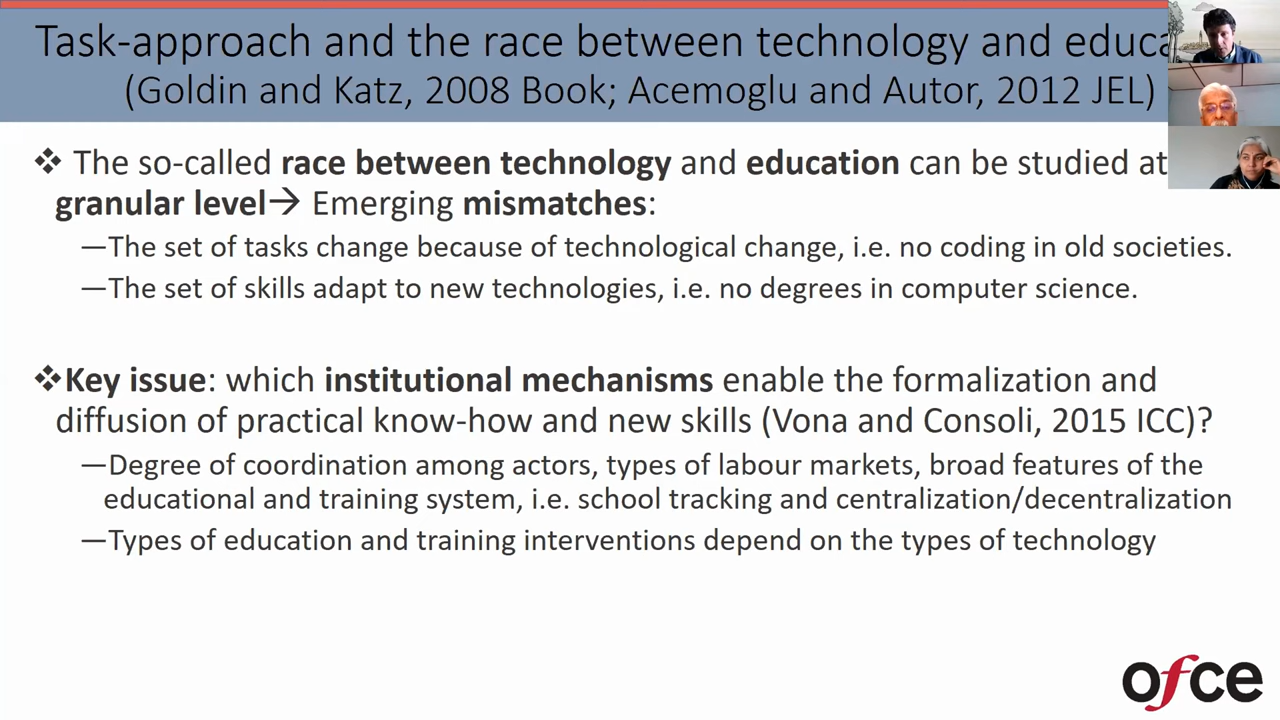 Task-approach and the race between technology and educa
(Goldin and Katz, 2008 Book; Acemoglu and Autor, 2012 JEL)
❖ The so-called race between technology and education can be studied at
granular level→ Emerging mismatches:
—The set of tasks change because of technological change, i.e. no coding in old societies.
—The set of skills adapt to new technologies, i.e. no degrees in computer science.
❖Key issue: which institutional mechanisms enable the formalization and
diffusion of practical know-how and new skills (Vona and Consoli, 2015 ICC)?
—Degree of coordination among actors, types of labour markets, broad features of the
educational and training system, i.e. school tracking and centralization/decentralization
—Types of education and training interventions depend on the types of technology
ofce